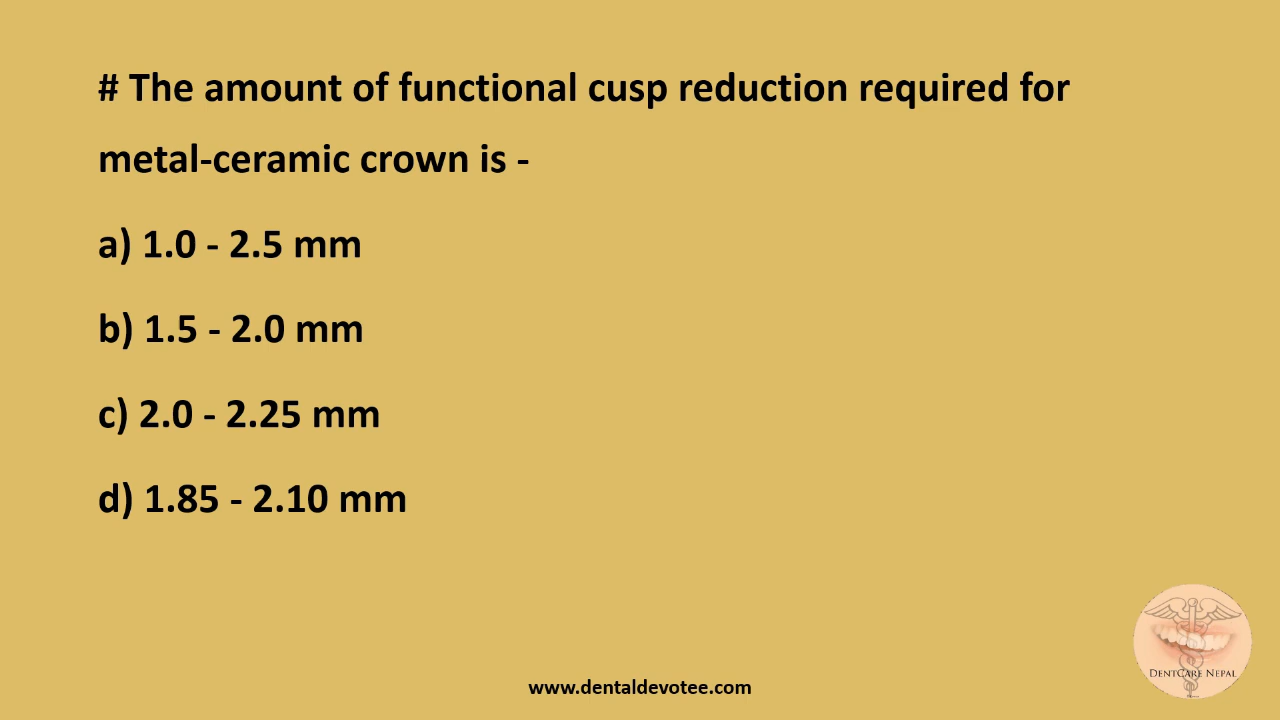 # The amount of functional cusp reduction required for
metal-ceramic crown is -
a) 1.0 - 2.5 mm
b) 1.5 - 2.0 mm
c) 2.0 - 2.25 mm
d) 1.85 - 2.10 mm
DENTCARE NEPAL
www.dentaldevotee.com